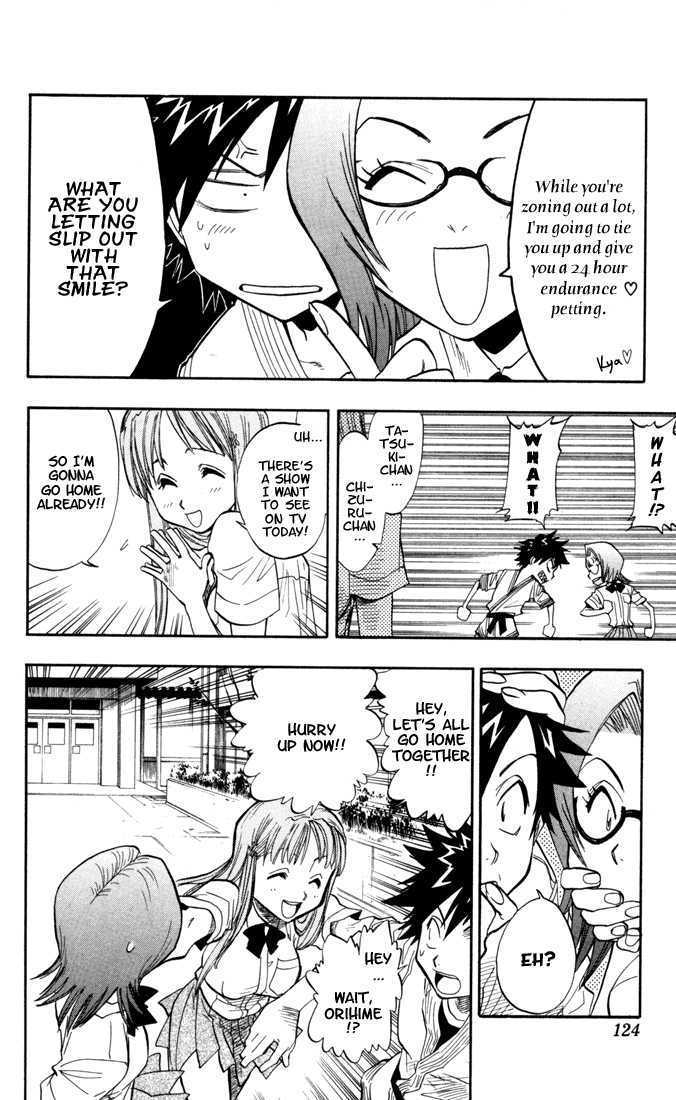 While you're
zoning out a lot,
I'm going to tie
you up and give
you a 24 hour
endurance ♡
petting.
Kya♡
WHAT
ARE YOU
LETTING
SLIP OUT
WITH
THAT
SMILE?
WHAT!?
WHAT!!
TA-
TSU-
KI-
CHAN
...
CHI-
ZU-
RU-
CHAN
UH...
THERE'S
A SHOW
I WANT
TO SEE
ON TV
TODAY!
SO I'M
GONNA
GO HOME
ALREADY!!
EH?
HEY,
LET'S ALL
GO HOME
TOGETHER
!!
HURRY
UP NOW!!
HEY
...
WAIT,
ORIHIME
!?
124